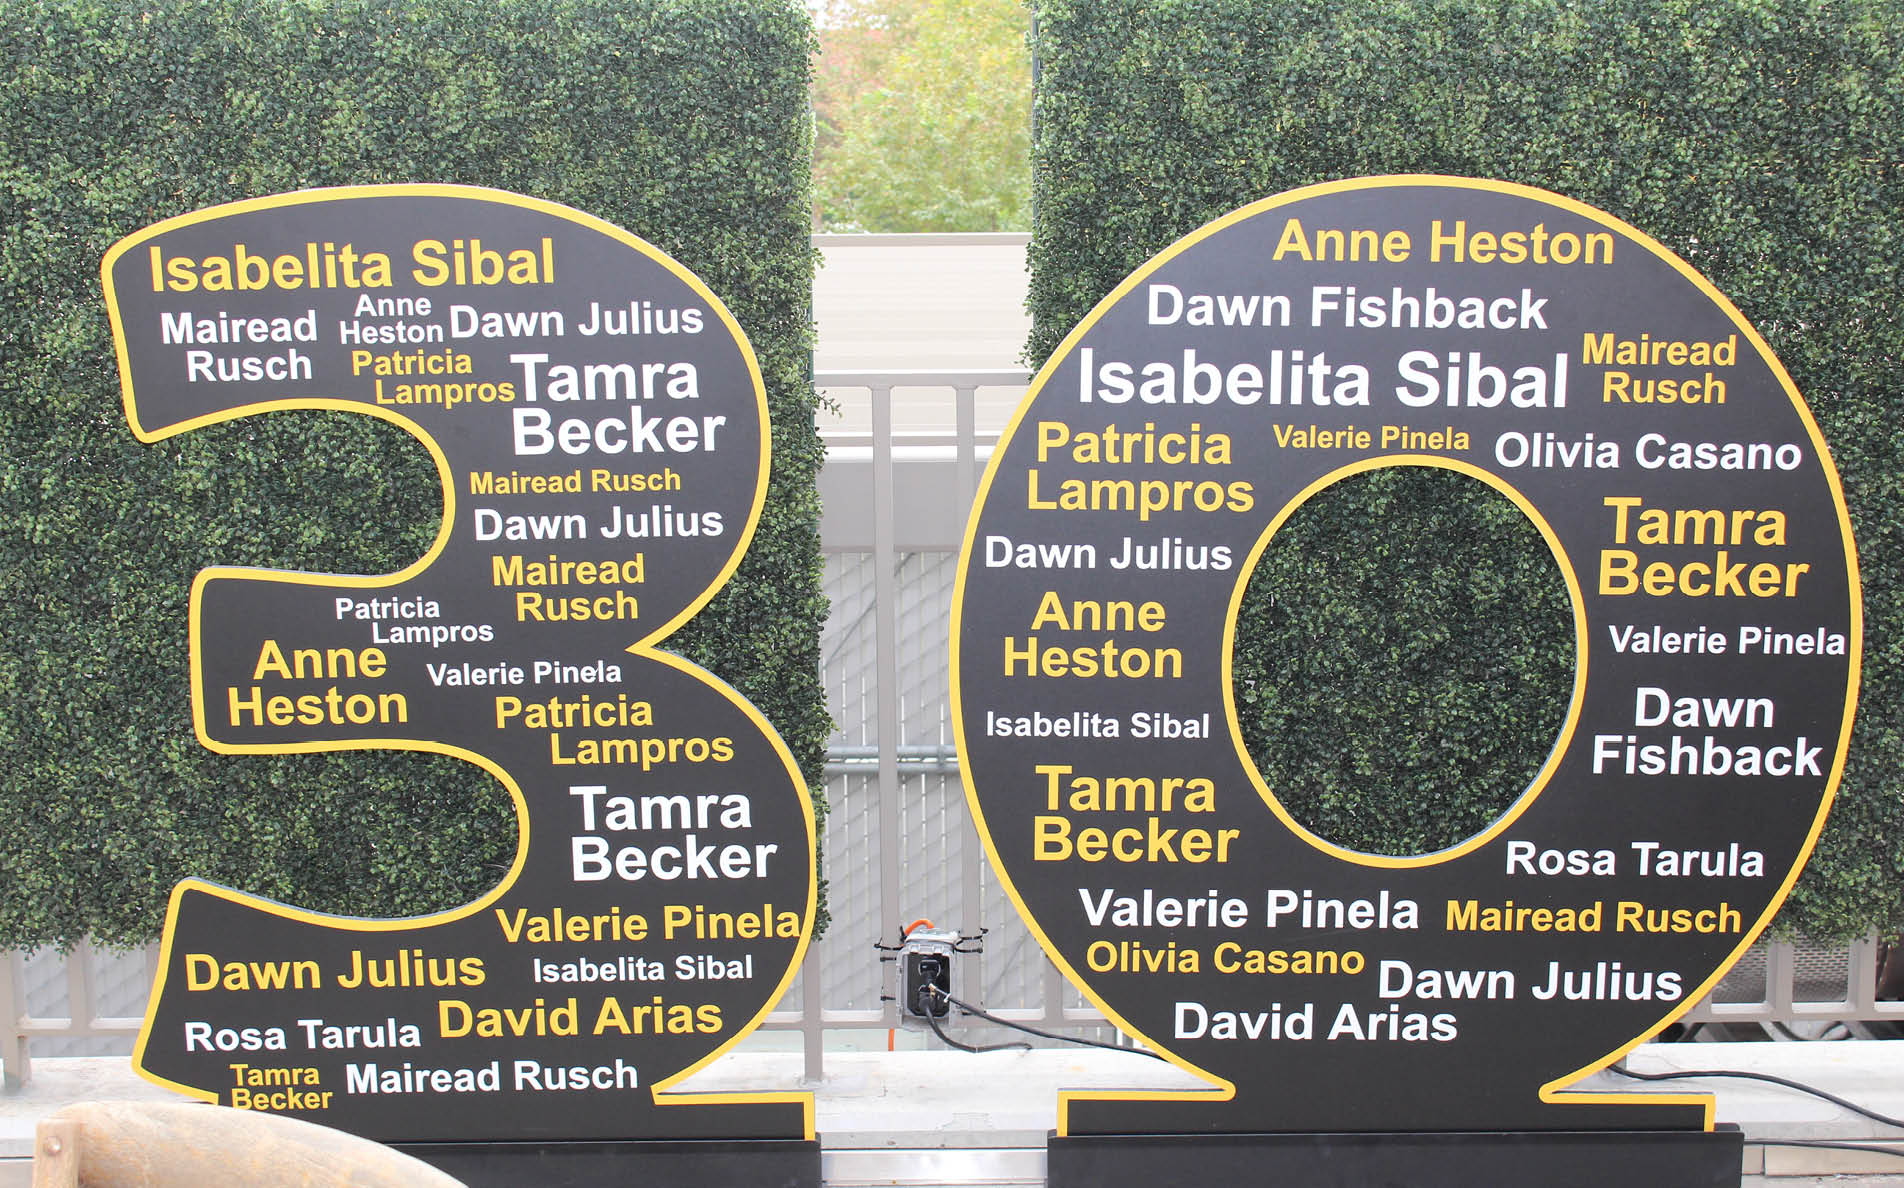 Isabelita Sibal
Mairead
Rusch
Anne
Heston
Dawn Julius
Patricia
Lampros
Tamra
Becker
Mairead Rusch
Dawn Julius
Mairead
Rusch
Patricia
Lampros
Anne
Heston
Valerie Pinela
Patricia
Lampros
Tamra
Becker
Valerie Pinela
Dawn Julius
Isabelita Sibal
David Arias
Rosa Tarula
Tamra
Becker
Mairead Rusch
Anne Heston
Dawn Fishback
Isabelita Sibal
Mairead
Rusch
Patricia
Lampros
Valerie Pinela
Olivia Casano
Tamra
Becker
Dawn Julius
Anne
Heston
Valerie Pinela
Isabelita Sibal
Dawn
Fishback
Tamra
Becker
Rosa Tarula
Valerie Pinela
Mairead Rusch
Olivia Casano
Dawn Julius
David Arias